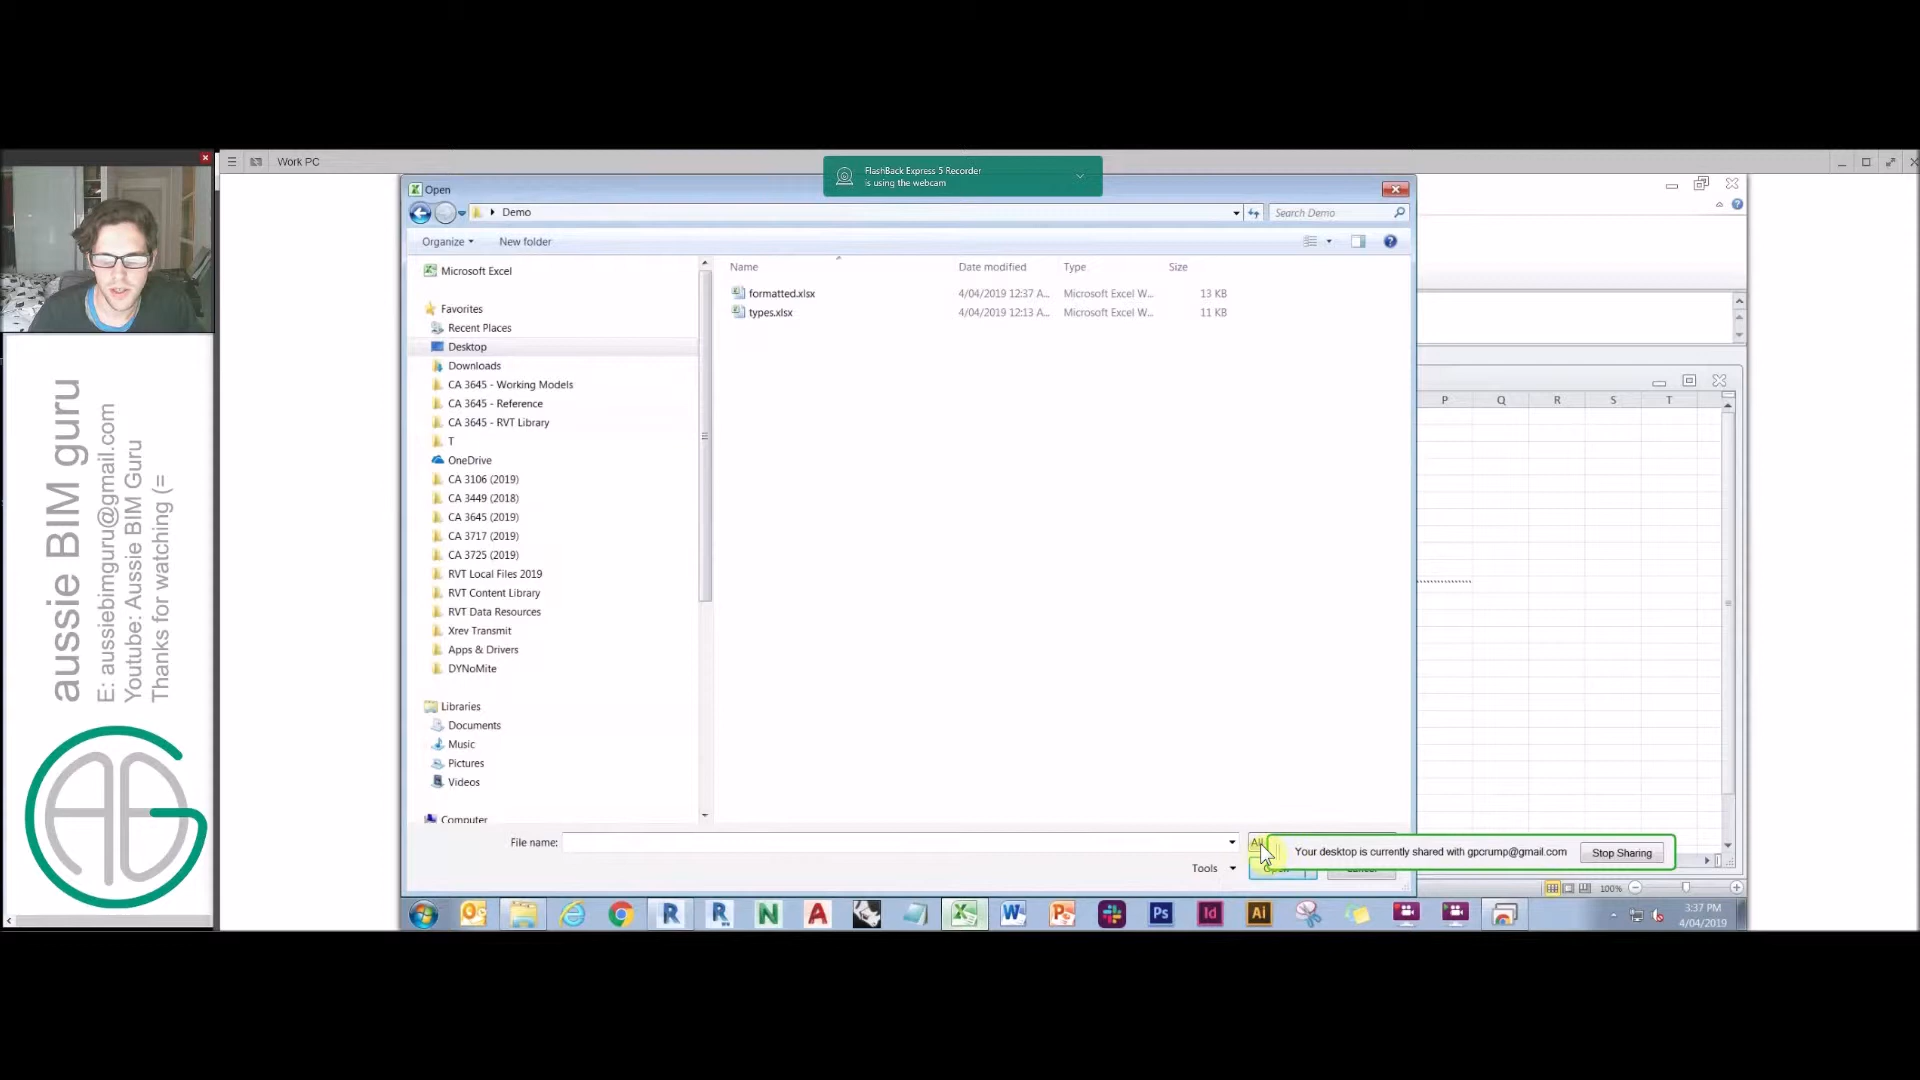 Work PC
FlashBack Express 5 Recorder
is using the webcam
Open
Demo
Search Demo
Organize
New folder
Microsoft Excel
Favorites
Recent Places
Desktop
Downloads
CA 3645 - Working Models
CA 3645 - Reference
CA 3645 - RVT Library
T
OneDrive
CA 3106 (2019)
CA 3449 (2018)
CA 3645 (2019)
CA 3717 (2019)
CA 3725 (2019)
RVT Local Files 2019
RVT Content Library
RVT Data Resources
Xrev Transmit
Apps & Drivers
DYNoMite
Libraries
Documents
Music
Pictures
Videos
Computer
Name Date modified Type Size
formatted.xlsx 4/04/2019 12:37 A... Microsoft Excel W... 13 KB
types.xlsx 4/04/2019 12:13 A... Microsoft Excel W... 11 KB
P Q R S T
File name:
All
Tools
Your desktop is currently shared with gpcrump@gmail.com
Stop Sharing
100%
3:37 PM
4/04/2019
aussie BIM guru
E: aussiebimguru@gmail.com
Youtube: Aussie BIM Guru
Thanks for watching (=